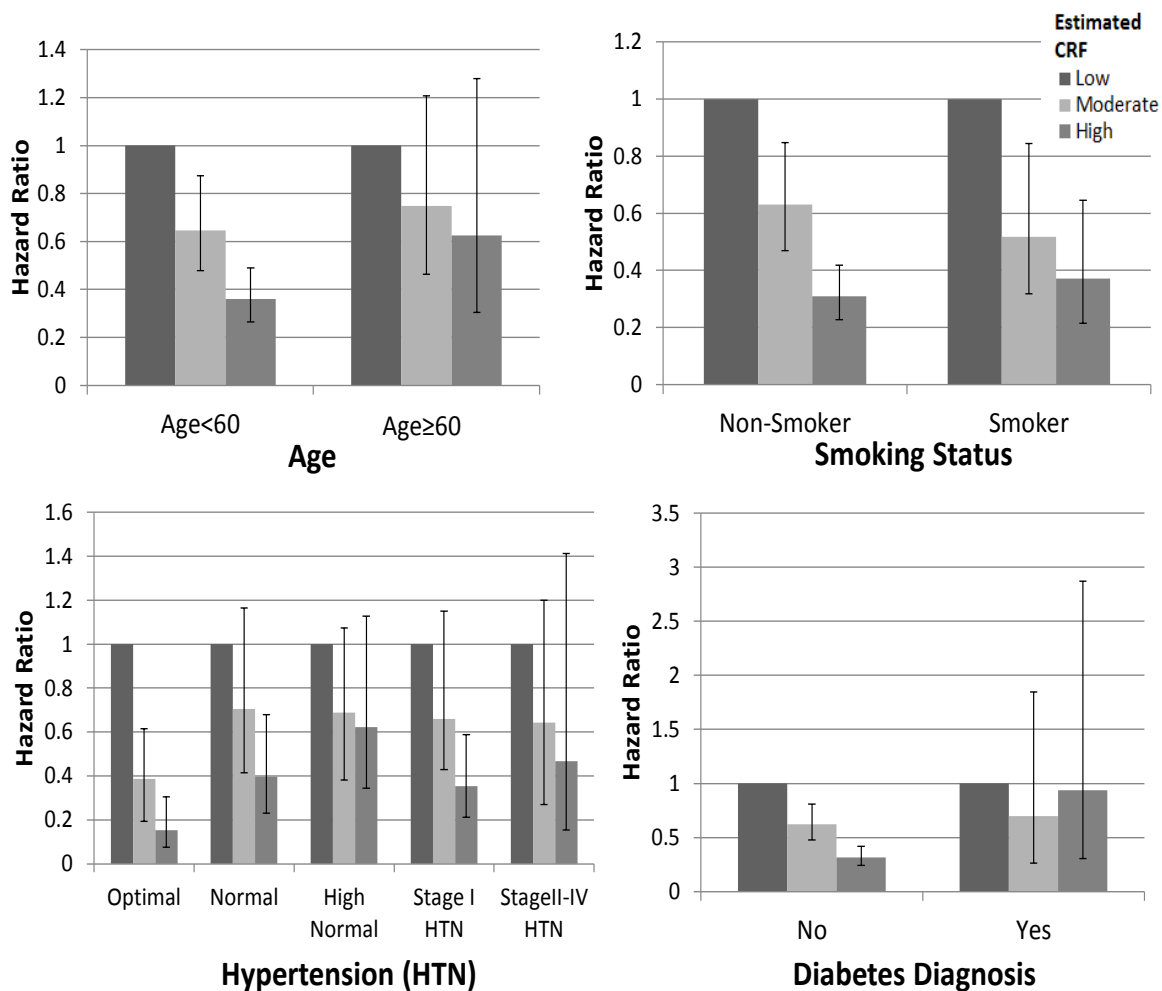 1.4
1.2
1
0.8
0.6
0.4
0.2
0
Hazard Ratio
Age<60
Age≥60
Age
1.2
1
0.8
0.6
0.4
0.2
0
Hazard Ratio
Non-Smoker
Smoker
Smoking Status
Estimated
CRF
Low
Moderate
High
1.6
1.4
1.2
1
0.8
0.6
0.4
0.2
0
Hazard Ratio
Optimal
Normal
High
Normal
Stage I
HTN
StageII-IV
HTN
Hypertension (HTN)
3.5
3
2.5
2
1.5
1
0.5
0
Hazard Ratio
No
Yes
Diabetes Diagnosis